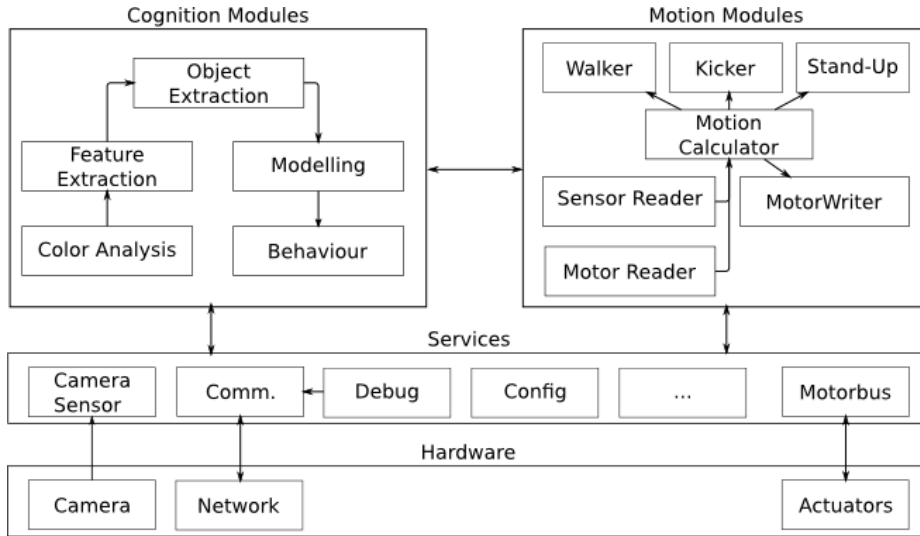 Cognition Modules
Object
Extraction
Feature
Extraction
Modelling
Color Analysis
Behaviour
Motion Modules
Walker
Kicker
Stand-Up
Motion
Calculator
Sensor Reader
MotorWriter
Motor Reader
Services
Camera
Sensor
Comm.
Debug
Config
...
Motorbus
Hardware
Camera
Network
Actuators